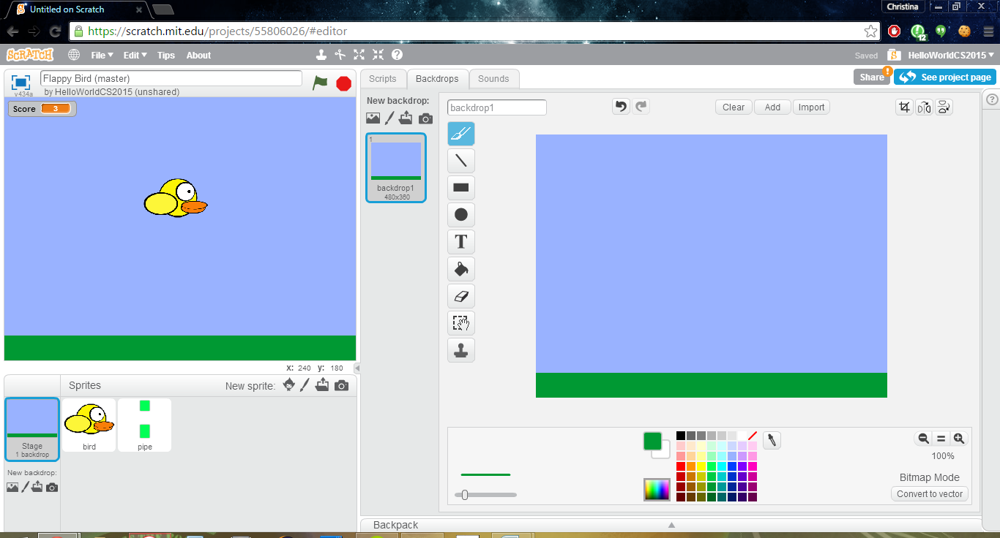 Untitled on Scratch
Christina
https://scratch.mit.edu/projects/55806026/#editor
12
SCRATCH
File
Edit
Tips
About
Saved
HelloWorldCS2015
Flappy Bird (master)
by HelloWorldCS2015 (unshared)
v434a
Scripts
Backdrops
Sounds
Share
!
See project page
Score 3
New backdrop:
backdrop1
Clear
Add
Import
1
backdrop1
480x360
T
x: 240 y: 180
Sprites
New sprite:
Stage
1 backdrop
bird
pipe
New backdrop:
100%
Bitmap Mode
Convert to vector
Backpack